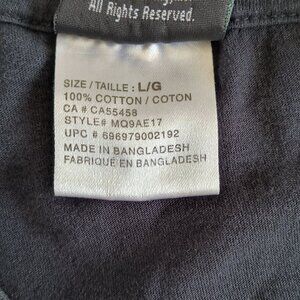 All Rights Reserved.
SIZE / TAILLE : L/G
100% COTTON / COTON
CA # CA55458
STYLE# MQ9AE17
UPC # 696979002192
MADE IN BANGLADESH
FABRIQUE EN BANGLADESH